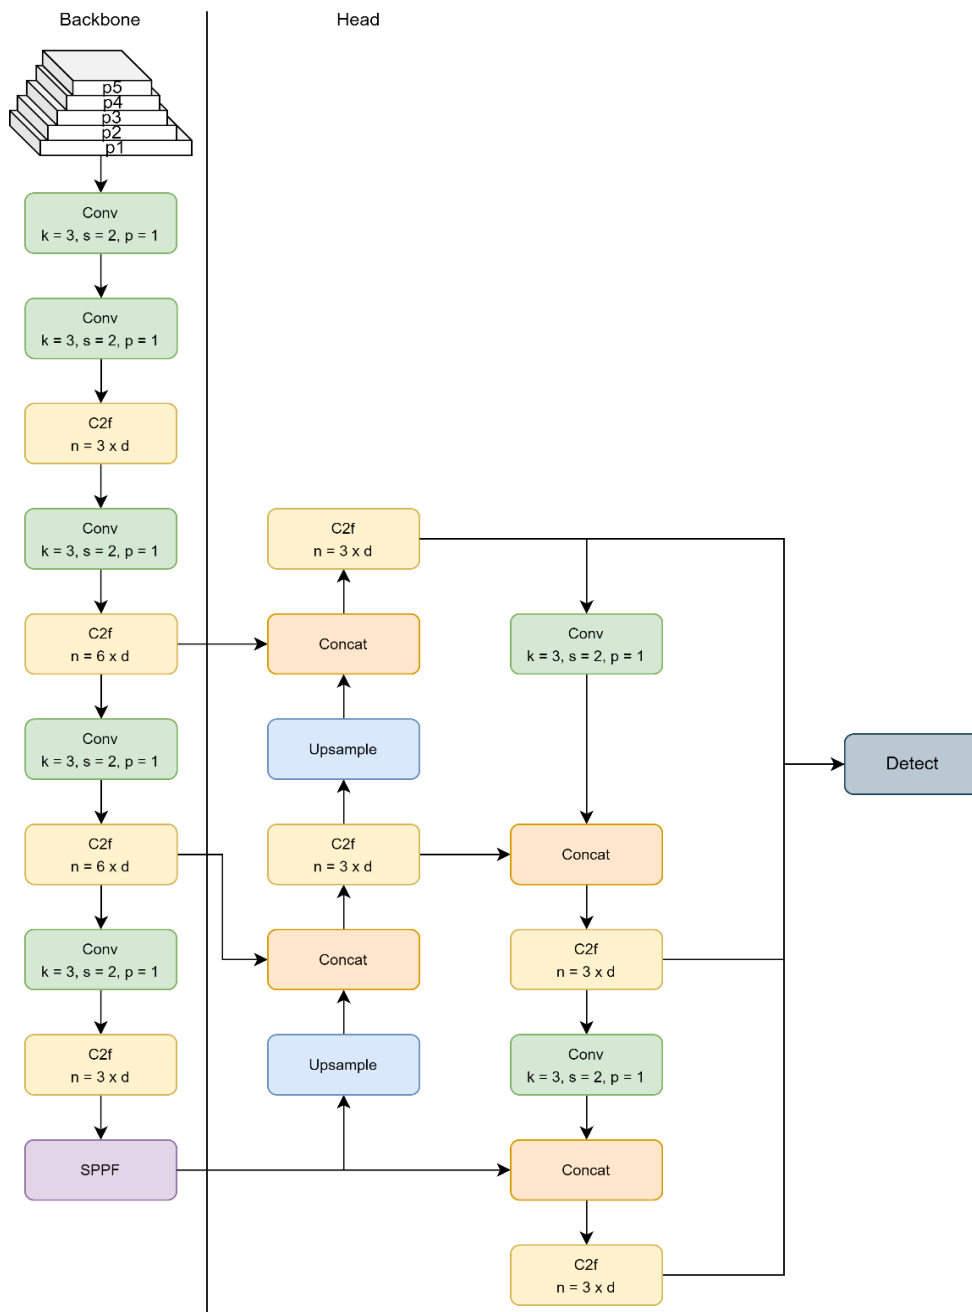 Backbone
Head
p5
p4
p3
p2
p1
Conv
k = 3, s = 2, p = 1
Conv
k = 3, s = 2, p = 1
C2f
n = 3 x d
Conv
k = 3, s = 2, p = 1
C2f
n = 6 x d
Conv
k = 3, s = 2, p = 1
C2f
n = 6 x d
Conv
k = 3, s = 2, p = 1
C2f
n = 3 x d
SPPF
C2f
n = 3 x d
Concat
Upsample
C2f
n = 3 x d
Concat
Upsample
Conv
k = 3, s = 2, p = 1
Concat
C2f
n = 3 x d
Conv
k = 3, s = 2, p = 1
Concat
C2f
n = 3 x d
Detect